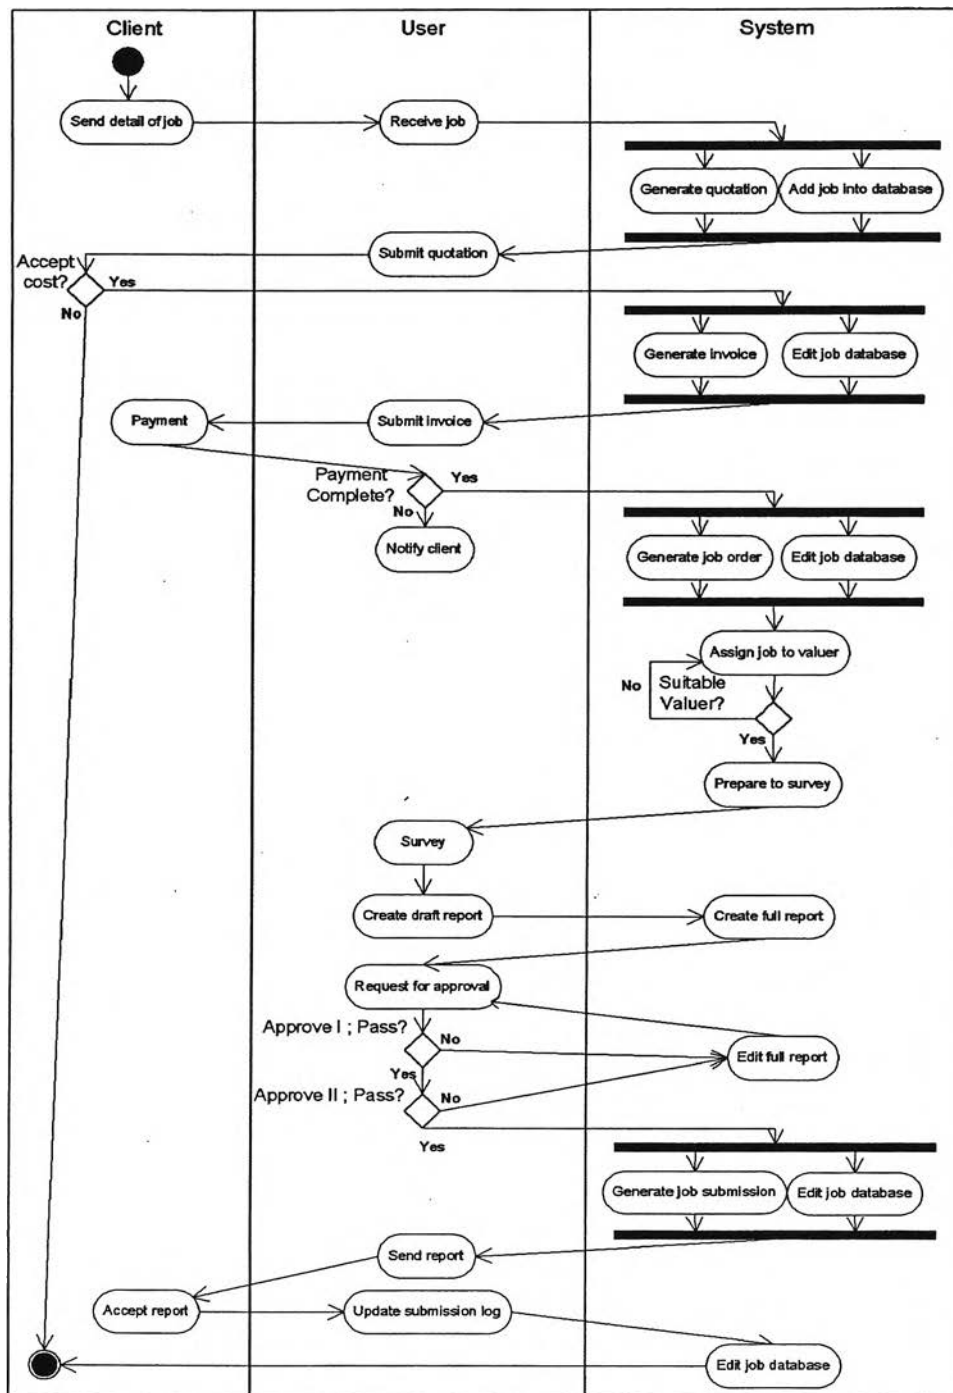 Client
User
System
Send detail of job
Receive job
Generate quotation
Add job into database
Submit quotation
Accept
cost?
Yes
No
Generate invoice
Edit job database
Payment
Submit invoice
Payment
Complete?
Yes
No
Notify client
Generate job order
Edit job database
Assign job to valuer
No
Suitable
Valuer?
Yes
Prepare to survey
Survey
Create draft report
Create full report
Request for approval
Approve I ; Pass?
No
Edit full report
Yes
Approve II ; Pass?
No
Yes
Generate job submission
Edit job database
Send report
Accept report
Update submission log
Edit job database